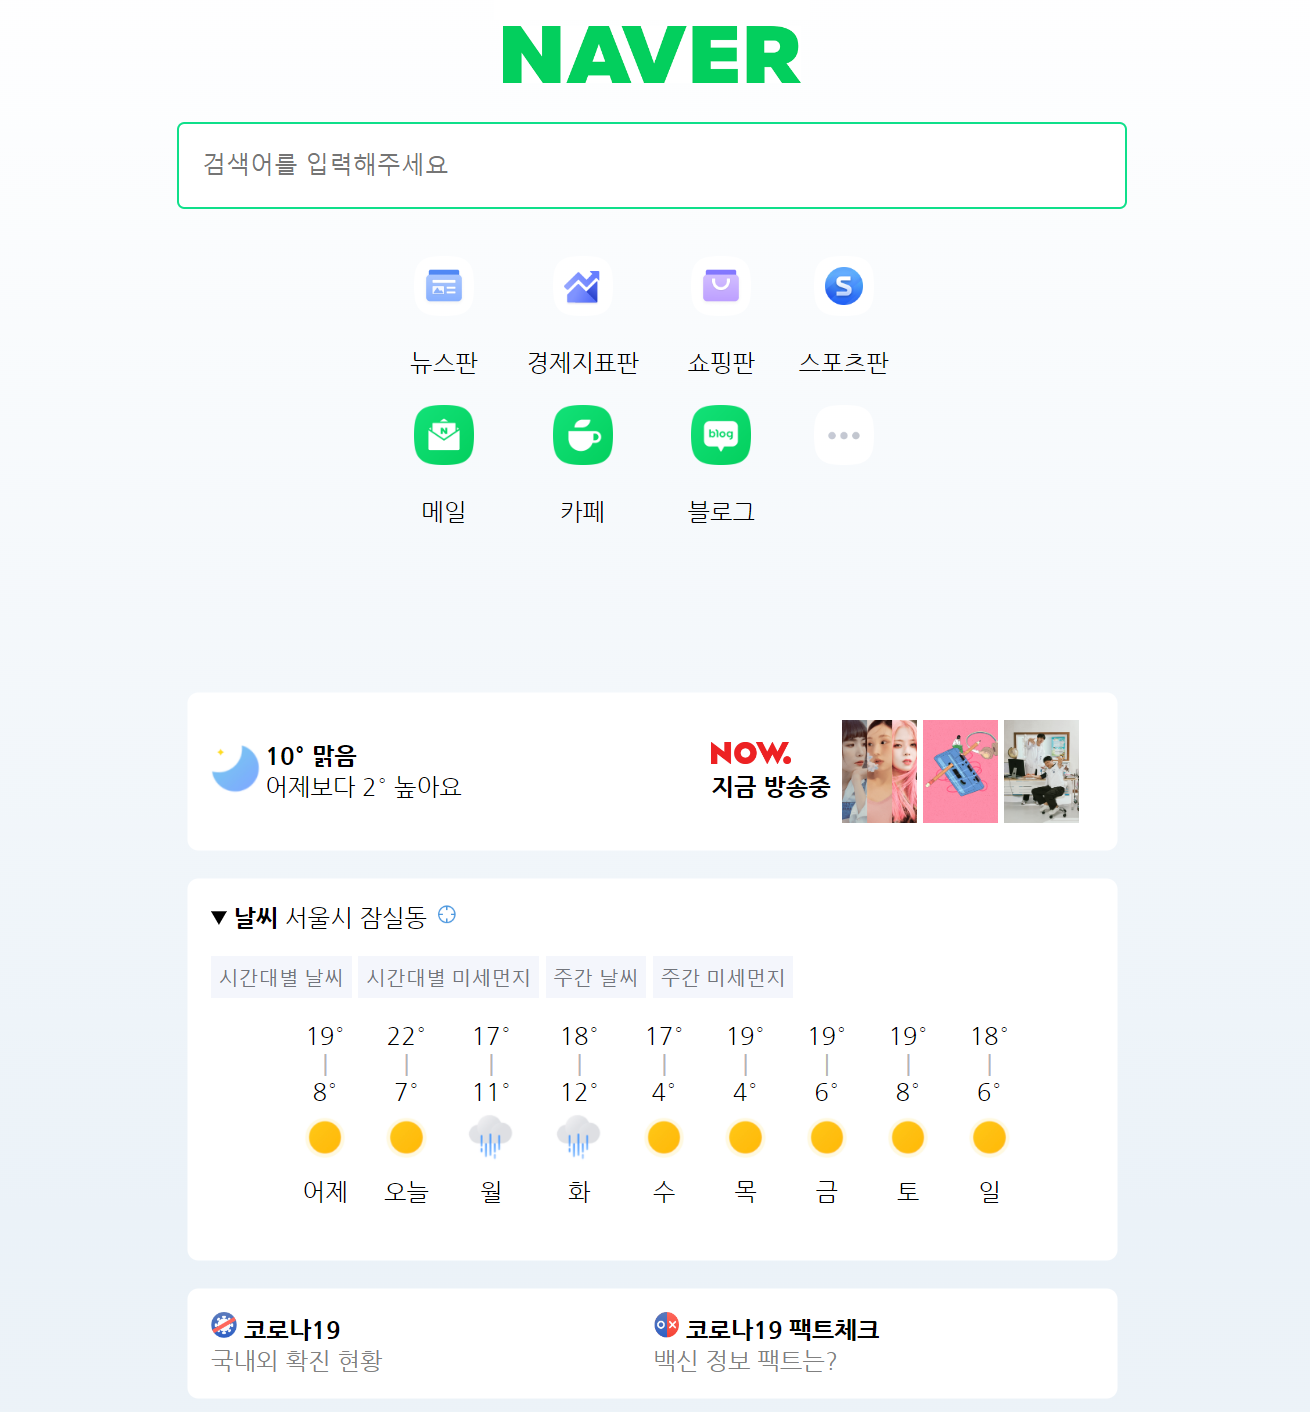 NAVER
검색어를 입력해주세요
뉴스판 경제지표판 쇼핑판 스포츠판
blog
메일 카페 블로그
10° 맑음
어제보다 2° 높아요
NOW.
지금 방송중
▼ 날씨 서울시 잠실동
시간대별 날씨 시간대별 미세먼지 주간 날씨 주간 미세먼지
19° 22° 17° 18° 17° 19° 19° 19° 18°
8° 7° 11° 12° 4° 4° 6° 8° 6°
어제 오늘 월 화 수 목 금 토 일
코로나19 코로나19 팩트체크
국내외 확진 현황 백신 정보 팩트는?